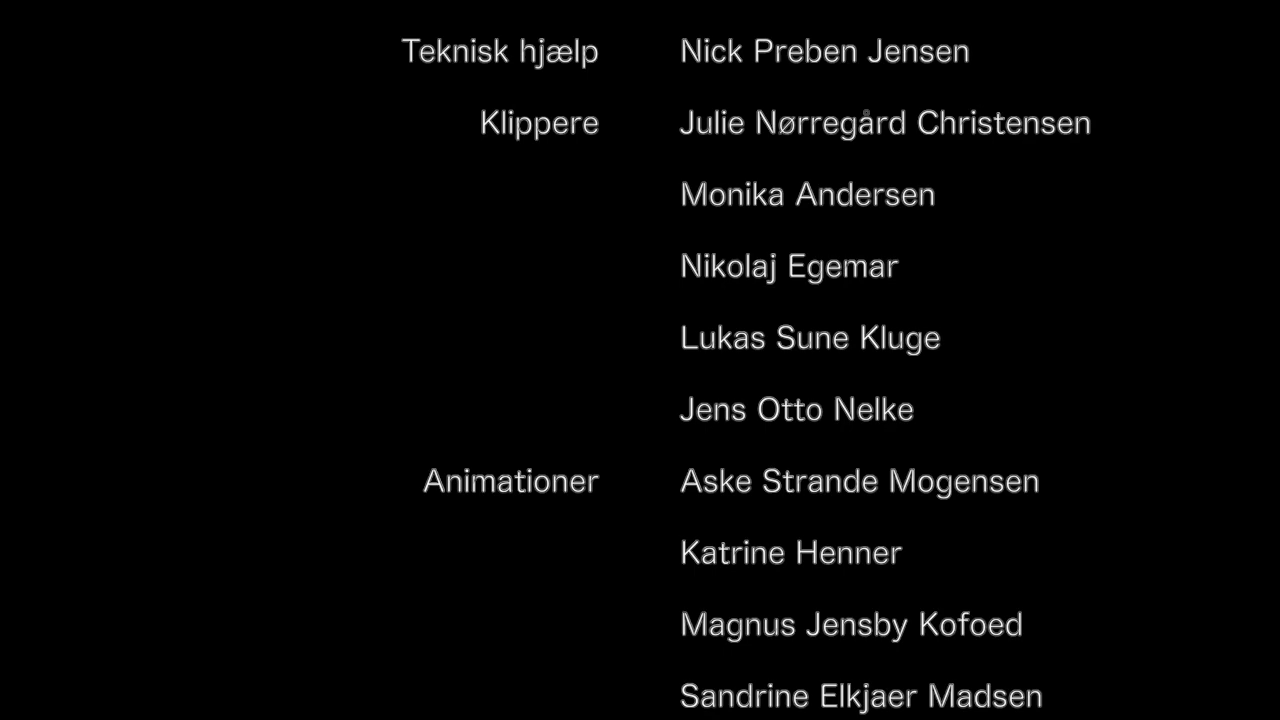 Teknisk hjælp Nick Preben Jensen
Klippere Julie Nørregård Christensen
Monika Andersen
Nikolaj Egemar
Lukas Sune Kluge
Jens Otto Nelke
Animationer Aske Strande Mogensen
Katrine Henner
Magnus Jensby Kofoed
Sandrine Elkjaer Madsen